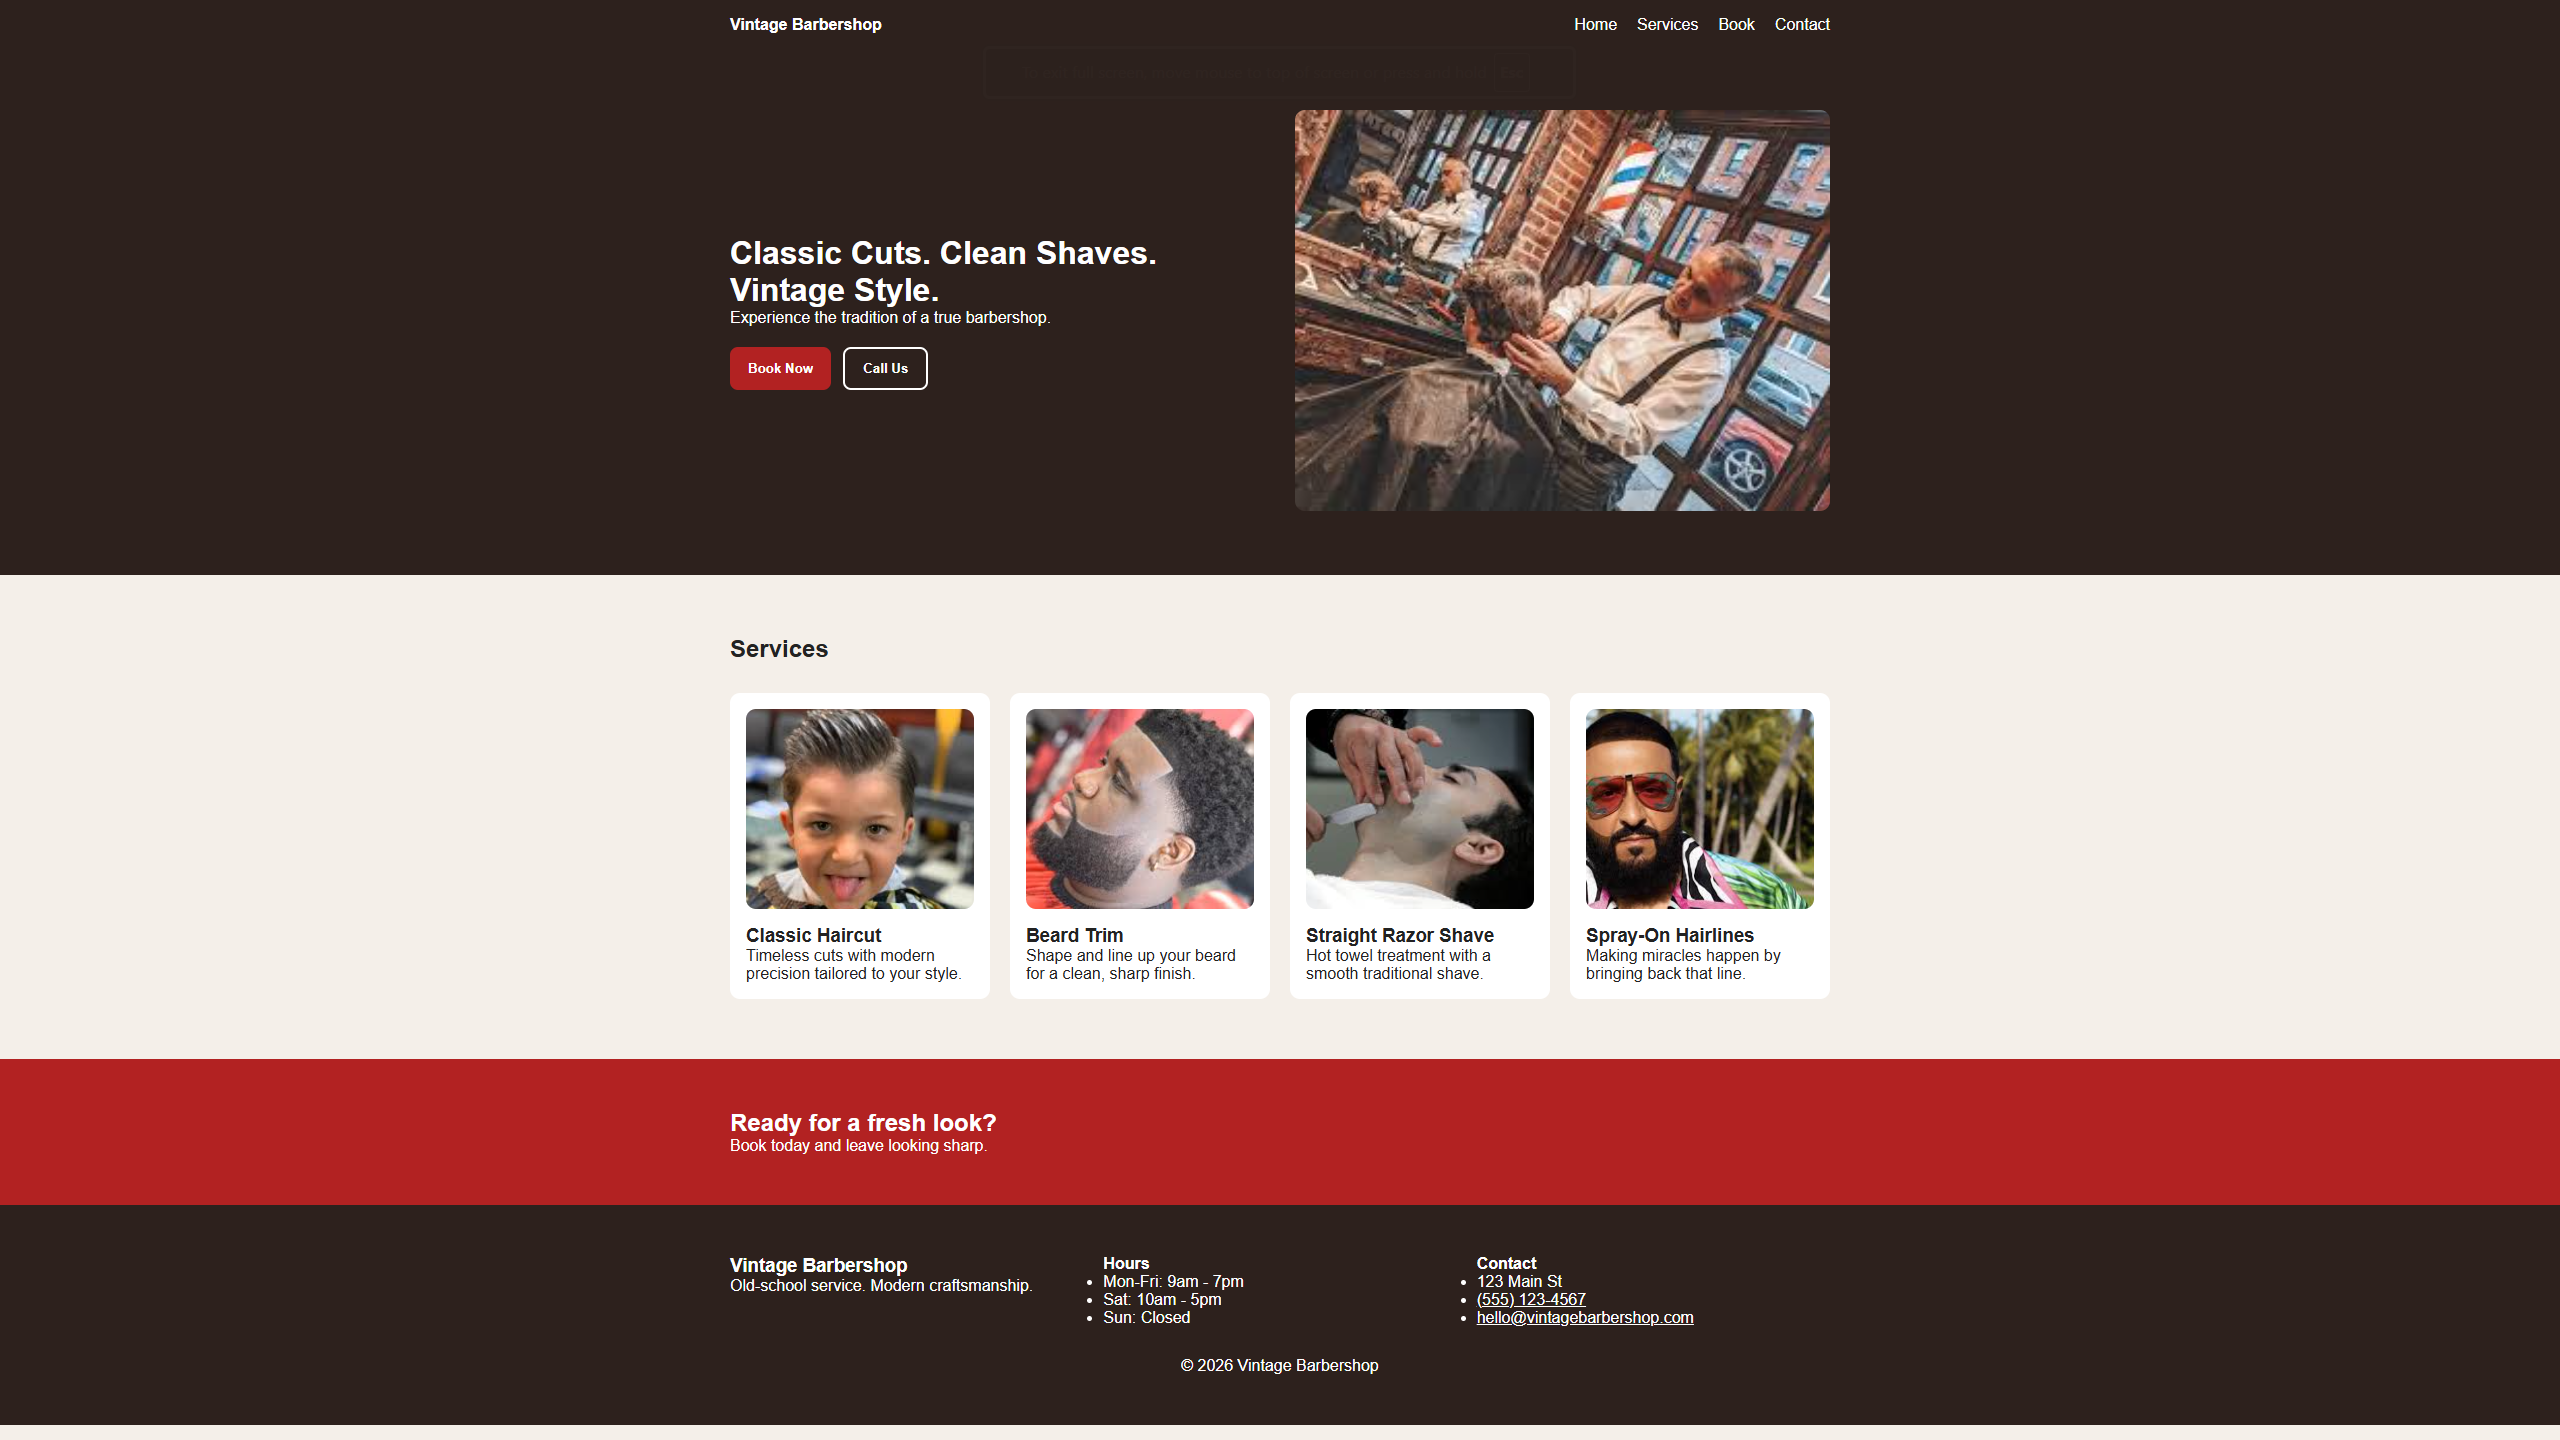 Vintage Barbershop
Home Services Book Contact
Classic Cuts. Clean Shaves.
Vintage Style.
Experience the tradition of a true barbershop.
Book Now Call Us
Services
Classic Haircut
Timeless cuts with modern
precision tailored to your style.
Beard Trim
Shape and line up your beard
for a clean, sharp finish.
Straight Razor Shave
Hot towel treatment with a
smooth traditional shave.
Spray-On Hairlines
Making miracles happen by
bringing back that line.
Ready for a fresh look?
Book today and leave looking sharp.
Vintage Barbershop
Old-school service. Modern craftsmanship.
Hours
• Mon-Fri: 9am - 7pm
• Sat: 10am - 5pm
• Sun: Closed
Contact
• 123 Main St
• (555) 123-4567
• hello@vintagebarbershop.com
© 2026 Vintage Barbershop